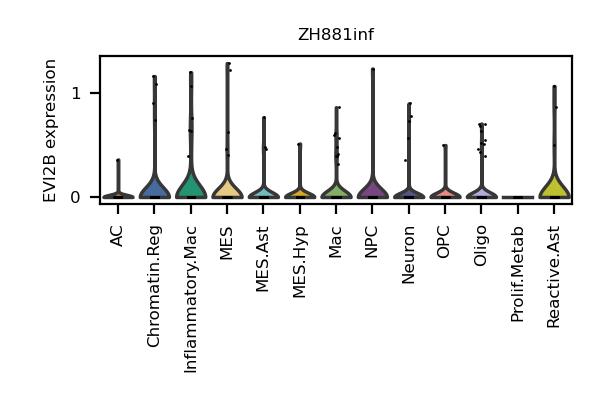 ZH881inf
EVI2B expression
1
0
AC
Chromatin.Reg
Inflammatory.Mac
MES
MES.Ast
MES.Hyp
Mac
NPC
Neuron
OPC
Oligo
Prolif.Metab
Reactive.Ast